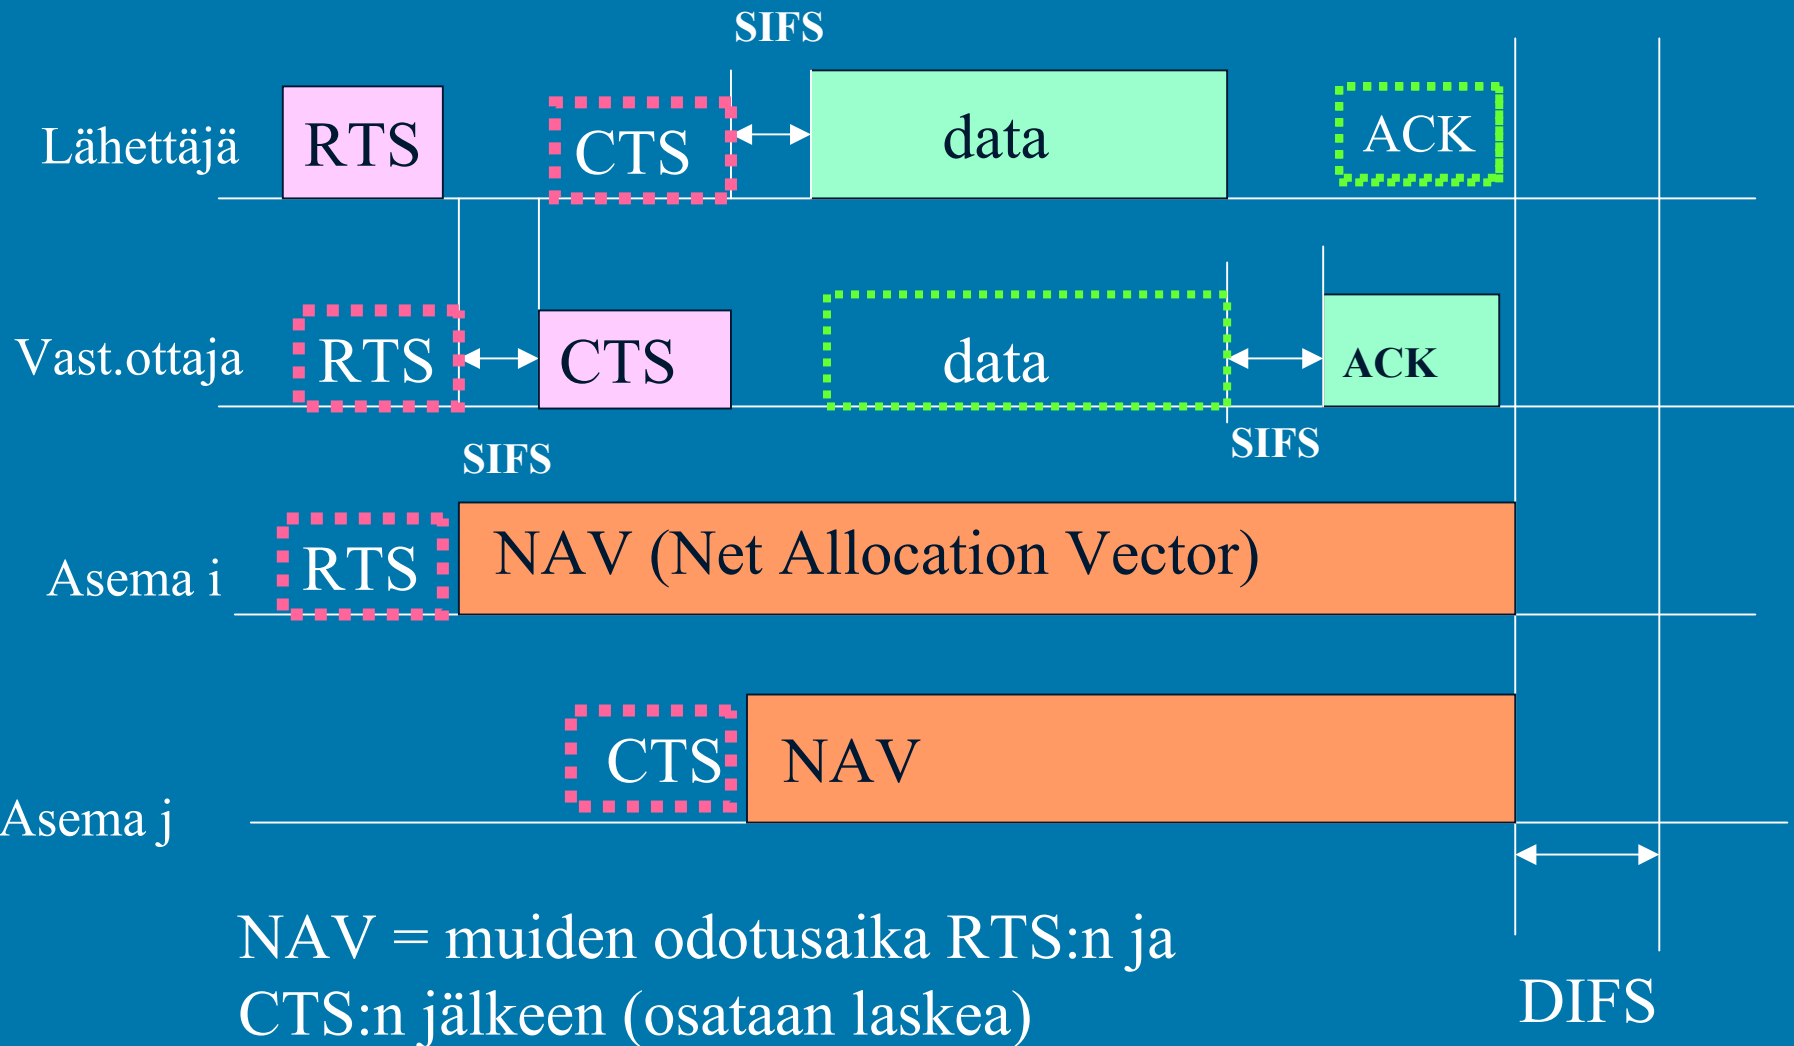 SIFS
Lähettäjä
RTS
CTS
data
ACK
Vast.ottaja
RTS
CTS
data
ACK
SIFS
SIFS
Asema i
RTS
NAV (Net Allocation Vector)
Asema j
CTS
NAV
NAV = muiden odotusaika RTS:n ja
CTS:n jälkeen (osataan laskea)
DIFS